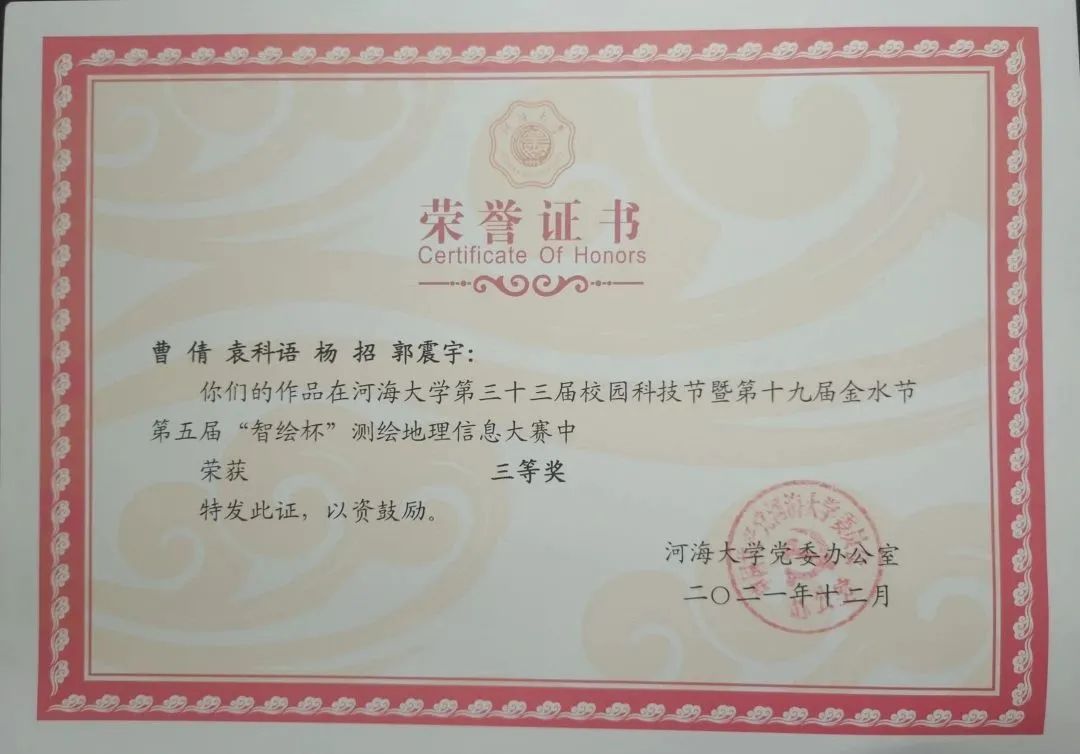 荣誉证书
Certificate Of Honors
曹 倩 袁科语 杨 招 郭震宇：
你们的作品在河海大学第三十三届校园科技节暨第十九届金水节
第五届“智绘杯”测绘地理信息大赛中
荣获 三等奖
特发此证，以资鼓励。
河海大学党委办公室
二〇二一年十二月